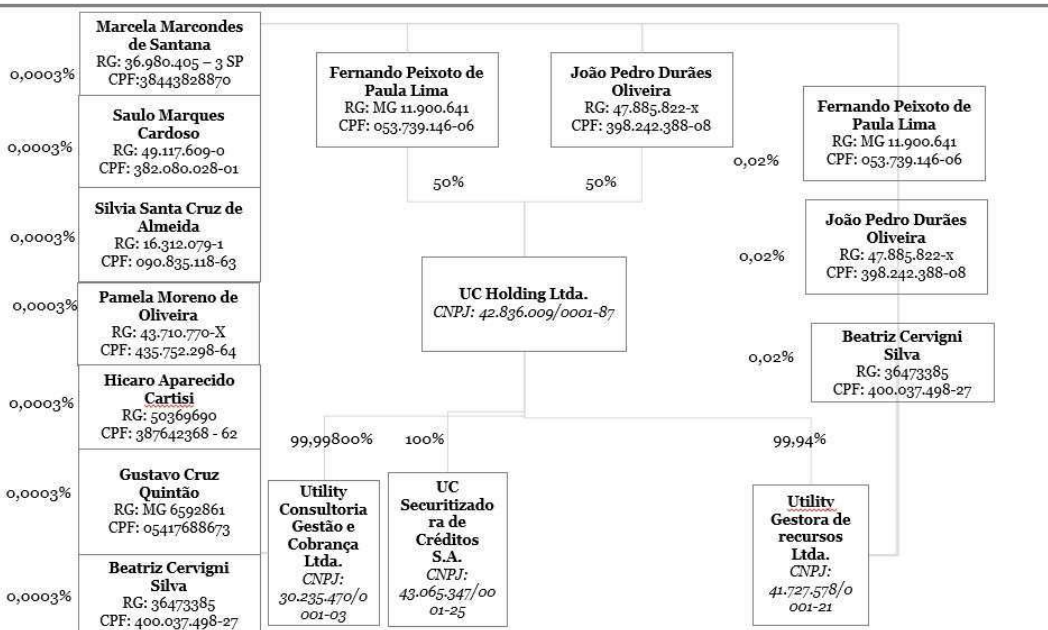 Marcela Marcondes
de Santana
RG: 36.980.405 – 3 SP
CPF:38443828870
0,0003%
Saulo Marques
Cardoso
RG: 49.117.609-0
CPF: 382.080.028-01
0,0003%
Silvia Santa Cruz de
Almeida
RG: 16.312.079-1
CPF: 090.835.118-63
0,0003%
Pamela Moreno de
Oliveira
RG: 43.710.770-X
CPF: 435.752.298-64
0,0003%
Hicaro Aparecido
Cartisi
RG: 50369690
CPF: 387642368 - 62
0,0003%
Gustavo Cruz
Quintão
RG: MG 6592861
CPF: 05417688673
0,0003%
Beatriz Cervigni
Silva
RG: 36473385
CPF: 400.037.498-27
0,0003%
Fernando Peixoto de
Paula Lima
RG: MG 11.900.641
CPF: 053.739.146-06
50%
João Pedro Durães
Oliveira
RG: 47.885.822-x
CPF: 398.242.388-08
50%
UC Holding Ltda.
CNPJ: 42.836.009/0001-87
99,99800%
100%
99,94%
Utility
Consultoria
Gestão e
Cobrança
Ltda.
CNPJ:
30.235.470/0
001-03
UC
Securitizado
ra de
Créditos
S.A.
CNPJ:
43.065.347/00
01-25
Utility
Gestora de
recursos
Ltda.
CNPJ:
41.727.578/0
001-21
Fernando Peixoto de
Paula Lima
RG: MG 11.900.641
CPF: 053.739.146-06
0,02%
João Pedro Durães
Oliveira
RG: 47.885.822-x
CPF: 398.242.388-08
0,02%
Beatriz Cervigni
Silva
RG: 36473385
CPF: 400.037.498-27
0,02%